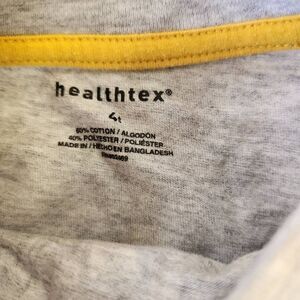 healthtex®
4t
60% COTTON / ALGODÓN
40% POLYESTER / POLIÉSTER
MADE IN / HECHO EN BANGLADESH